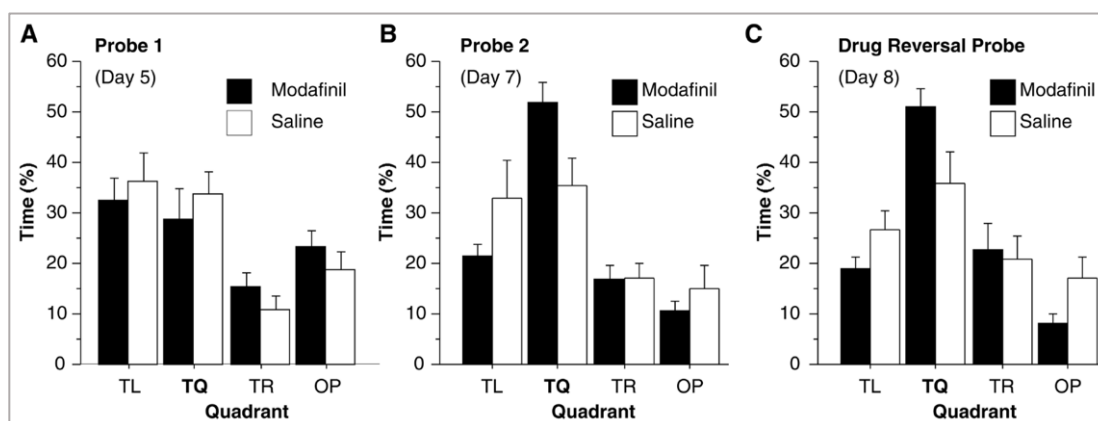 A
Probe 1
(Day 5)
Modafinil
Saline
60
50
40
30
20
10
0
Time (%)
TL TQ TR OP
Quadrant
B
Probe 2
(Day 7)
Modafinil
Saline
60
50
40
30
20
10
0
Time (%)
TL TQ TR OP
Quadrant
C
Drug Reversal Probe
(Day 8)
Modafinil
Saline
60
50
40
30
20
10
0
Time (%)
TL TQ TR OP
Quadrant